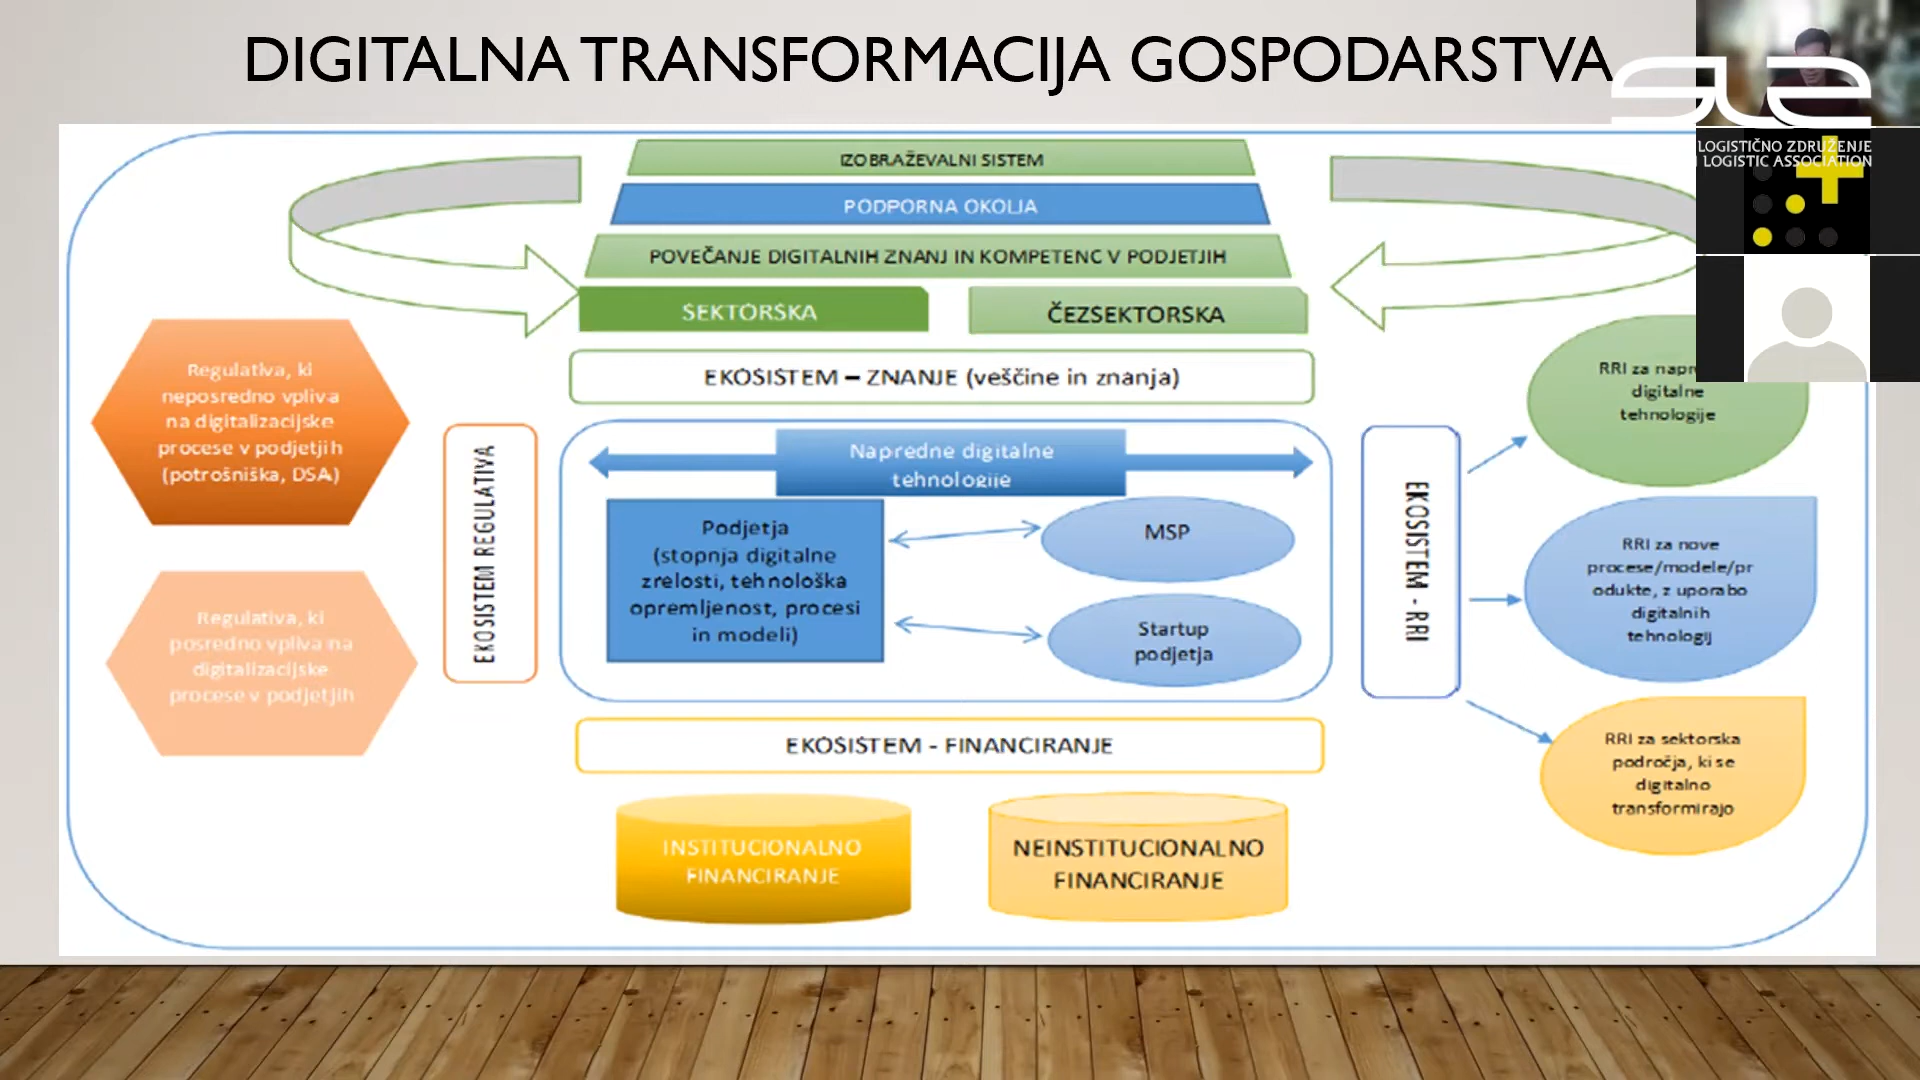 DIGITALNA TRANSFORMACIJA GOSPODARSTVA
LOGISTIČNO ZDRUŽENJE
LOGISTIC ASSOCIATION
IZOBRAŽEVALNI SISTEM
PODPORNA OKOLJA
POVEČANJE DIGITALNIH ZNANJ IN KOMPETENC V PODJETJIH
SEKTORSKA
ČEZSEKTORSKA
EKOSISTEM – ZNANJE (veščine in znanja)
Regulativa, ki
neposredno vpliva
na digitalizacijske
procese v podjetjih
(potrošniška, DSA)
Regulativa, ki
posredno vpliva na
digitalizacijske
procese v podjetjih
EKOSISTEM REGULATIVA
Napredne digitalne
tehnologije
Podjetja
(stopnja digitalne
zrelosti, tehnološka
opremljenost, procesi
in modeli)
MSP
Startup
podjetja
EKOSISTEM - RRI
RRI za
digitalne
tehnologije
RRI za nove
procese/modele/pr
odukte, z uporabo
digitalnih
tehnologij
RRI za sektorska
področja, ki se
digitalno
transformirajo
EKOSISTEM - FINANCIRANJE
INSTITUCIONALNO
FINANCIRANJE
NEINSTITUCIONALNO
FINANCIRANJE